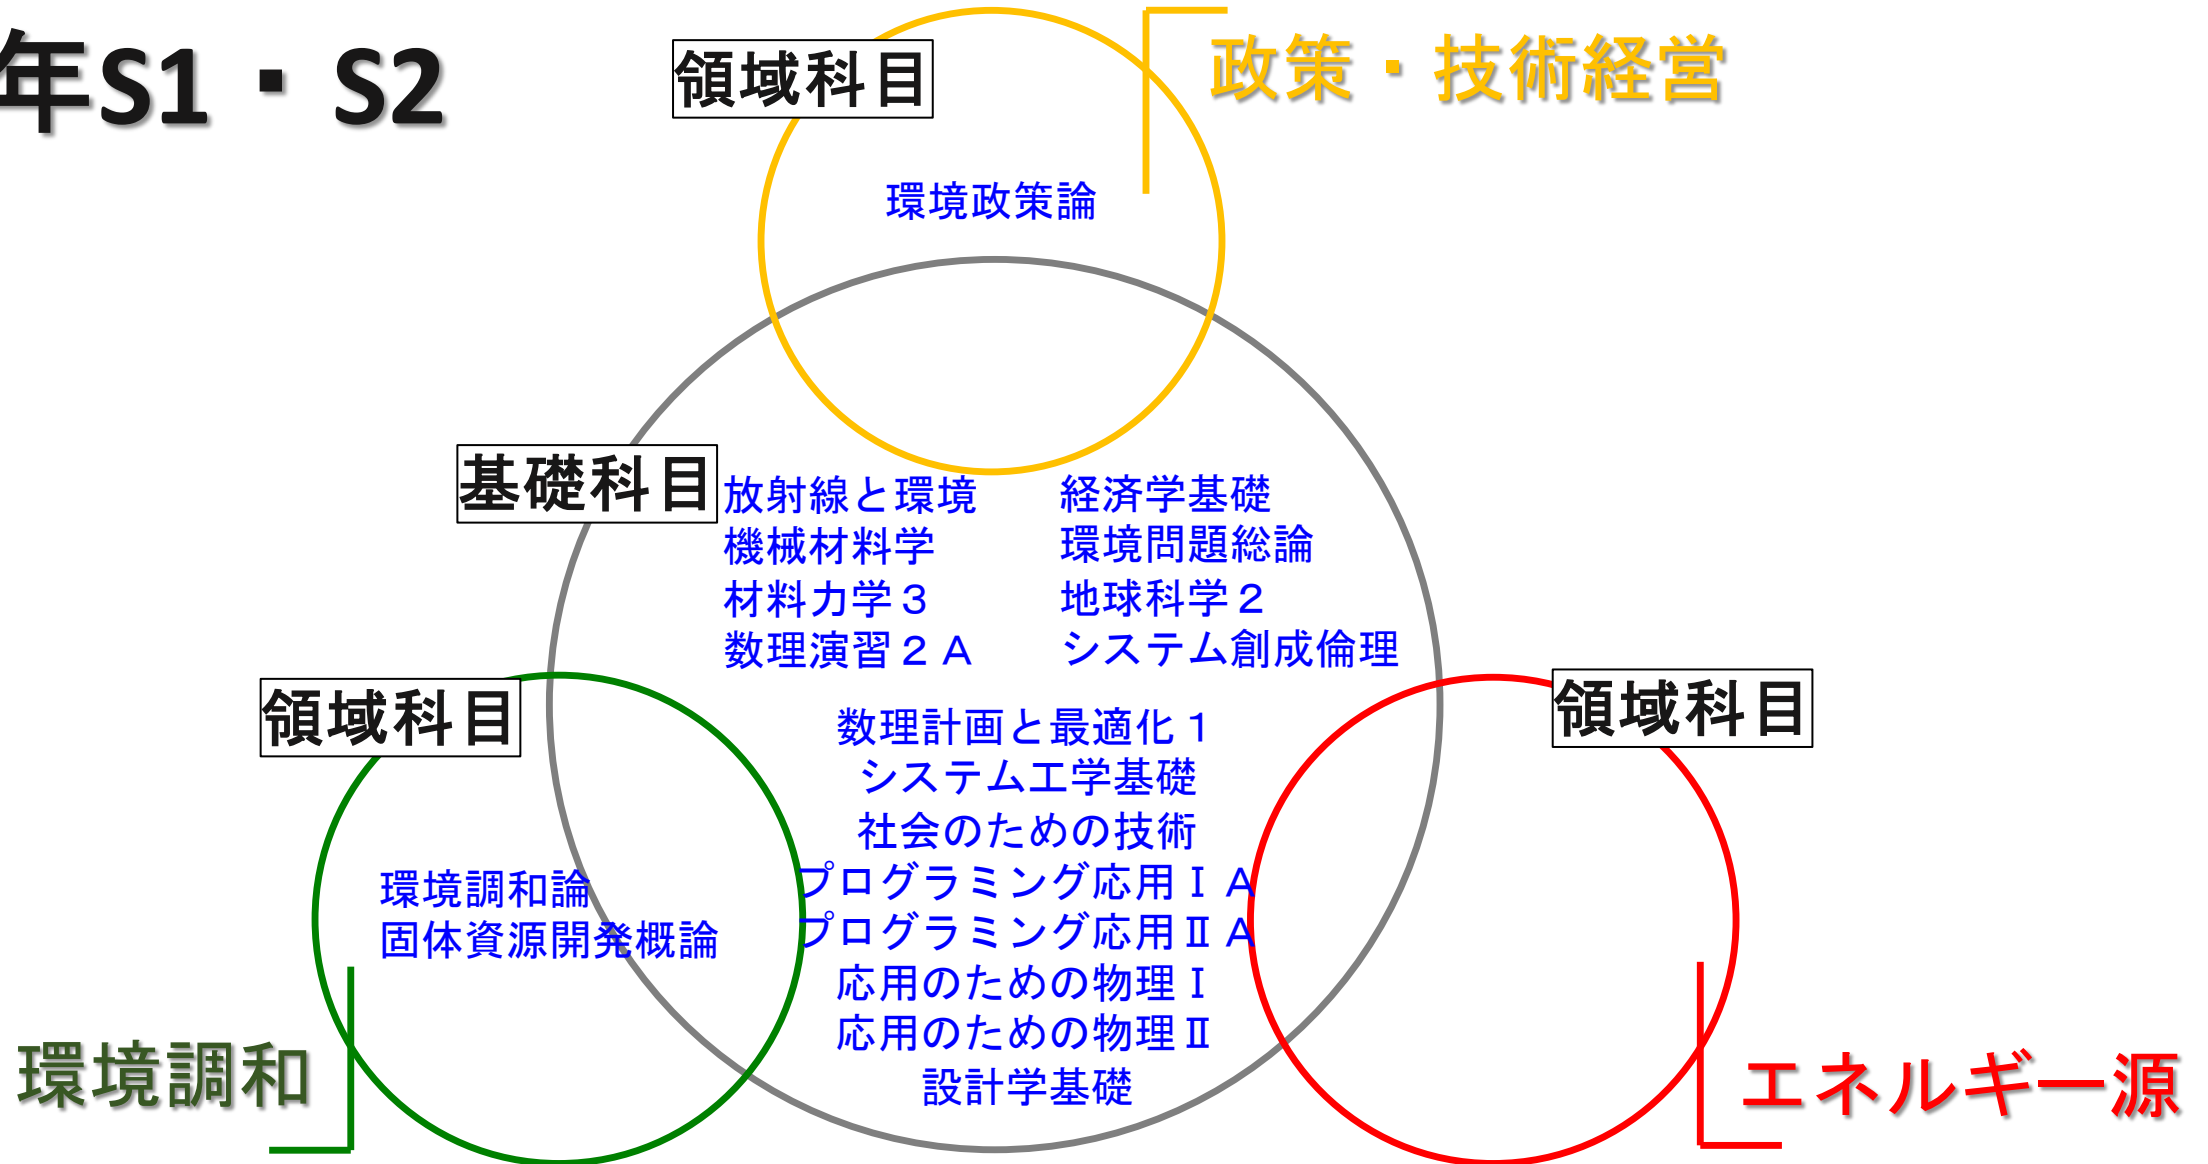 年S1・S2
領域科目
政策・技術経営
環境政策論
基礎科目
放射線と環境
機械材料学
材料力学３
数理演習２Ａ
経済学基礎
環境問題総論
地球科学２
システム創成倫理
領域科目
領域科目
数理計画と最適化１
システム工学基礎
社会のための技術
プログラミング応用ⅠＡ
プログラミング応用ⅡＡ
応用のための物理Ⅰ
応用のための物理Ⅱ
設計学基礎
環境調和論
固体資源開発概論
環境調和
エネルギー源